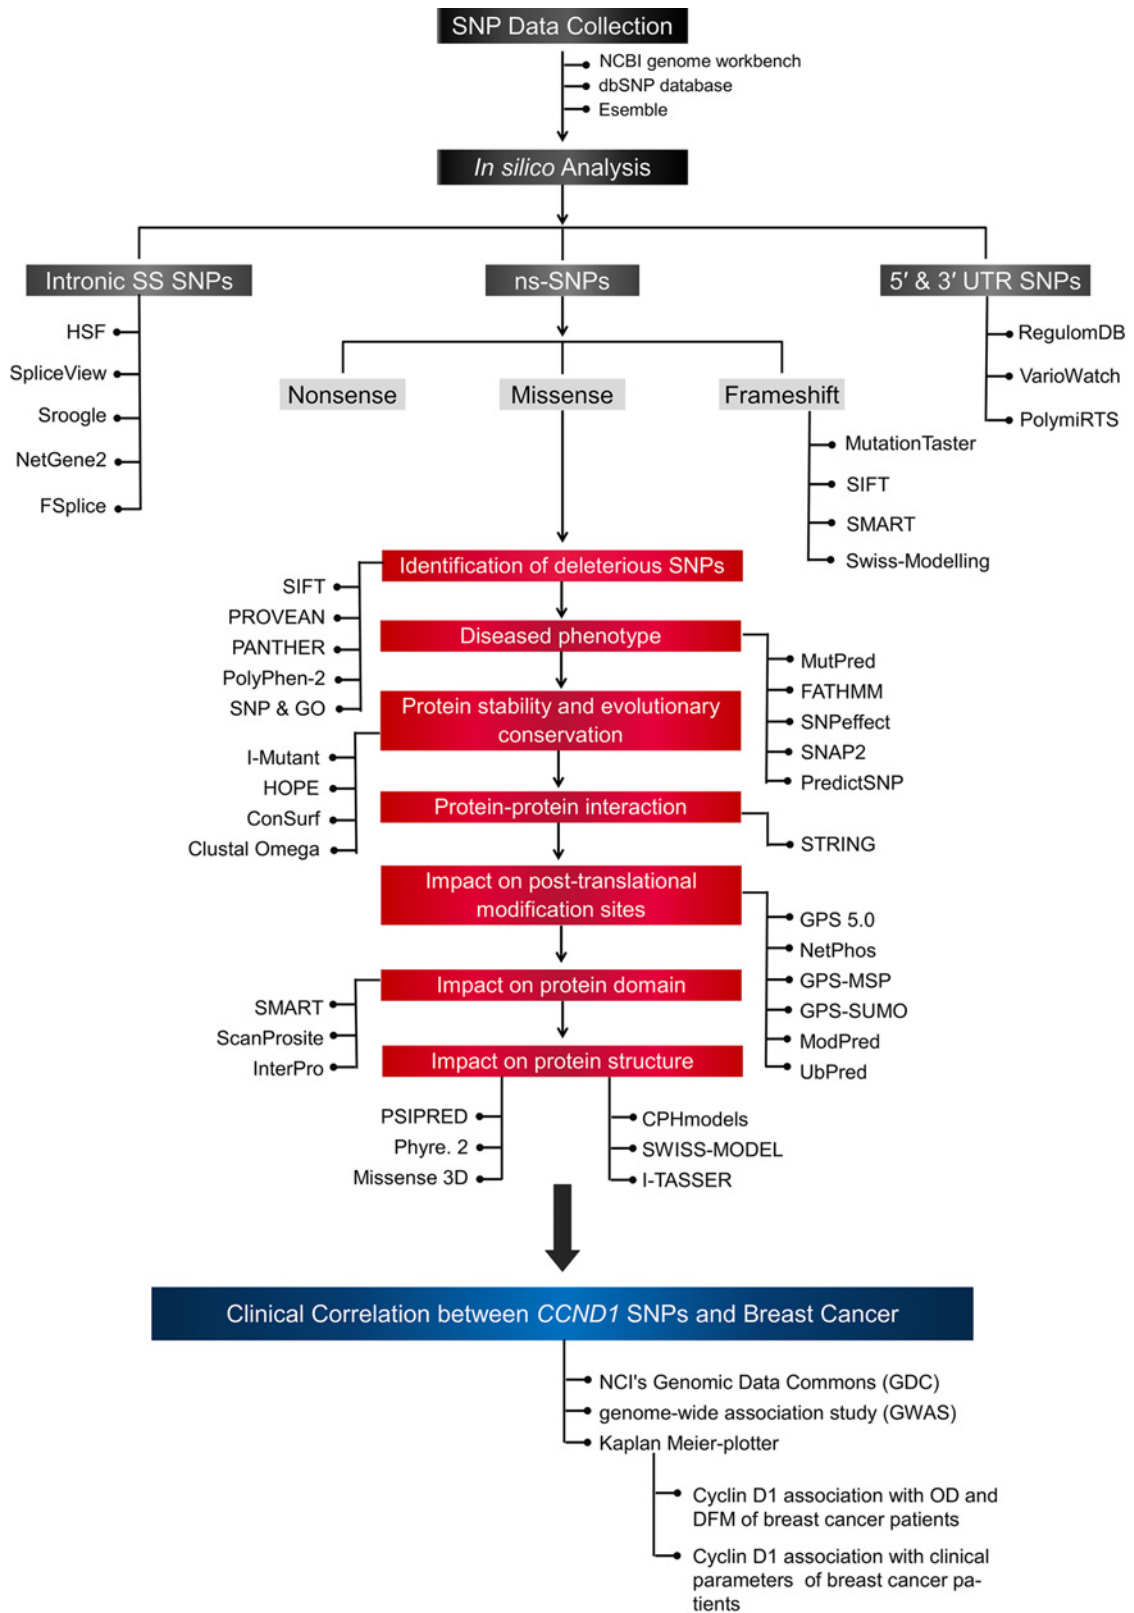 SNP Data Collection
NCBI genome workbench
dbSNP database
Esemble
In silico Analysis
Intronic SS SNPs
HSF
SpliceView
Sroogle
NetGene2
FSplice
ns-SNPs
Nonsense
Missense
Frameshift
MutationTaster
SIFT
SMART
Swiss-Modelling
5′ & 3′ UTR SNPs
RegulomDB
VarioWatch
PolymiRTS
Identification of deleterious SNPs
SIFT
PROVEAN
PANTHER
PolyPhen-2
SNP & GO
Diseased phenotype
MutPred
FATHMM
SNPeffect
SNAP2
PredictSNP
Protein stability and evolutionary
conservation
I-Mutant
HOPE
ConSurf
Clustal Omega
Protein-protein interaction
STRING
Impact on post-translational
modification sites
GPS 5.0
NetPhos
GPS-MSP
GPS-SUMO
ModPred
UbPred
Impact on protein domain
SMART
ScanProsite
InterPro
Impact on protein structure
PSIPRED
Phyre. 2
Missense 3D
CPHmodels
SWISS-MODEL
I-TASSER
Clinical Correlation between CCND1 SNPs and Breast Cancer
NCI's Genomic Data Commons (GDC)
genome-wide association study (GWAS)
Kaplan Meier-plotter
Cyclin D1 association with OD and
DFM of breast cancer patients
Cyclin D1 association with clinical
parameters of breast cancer pa-
tients